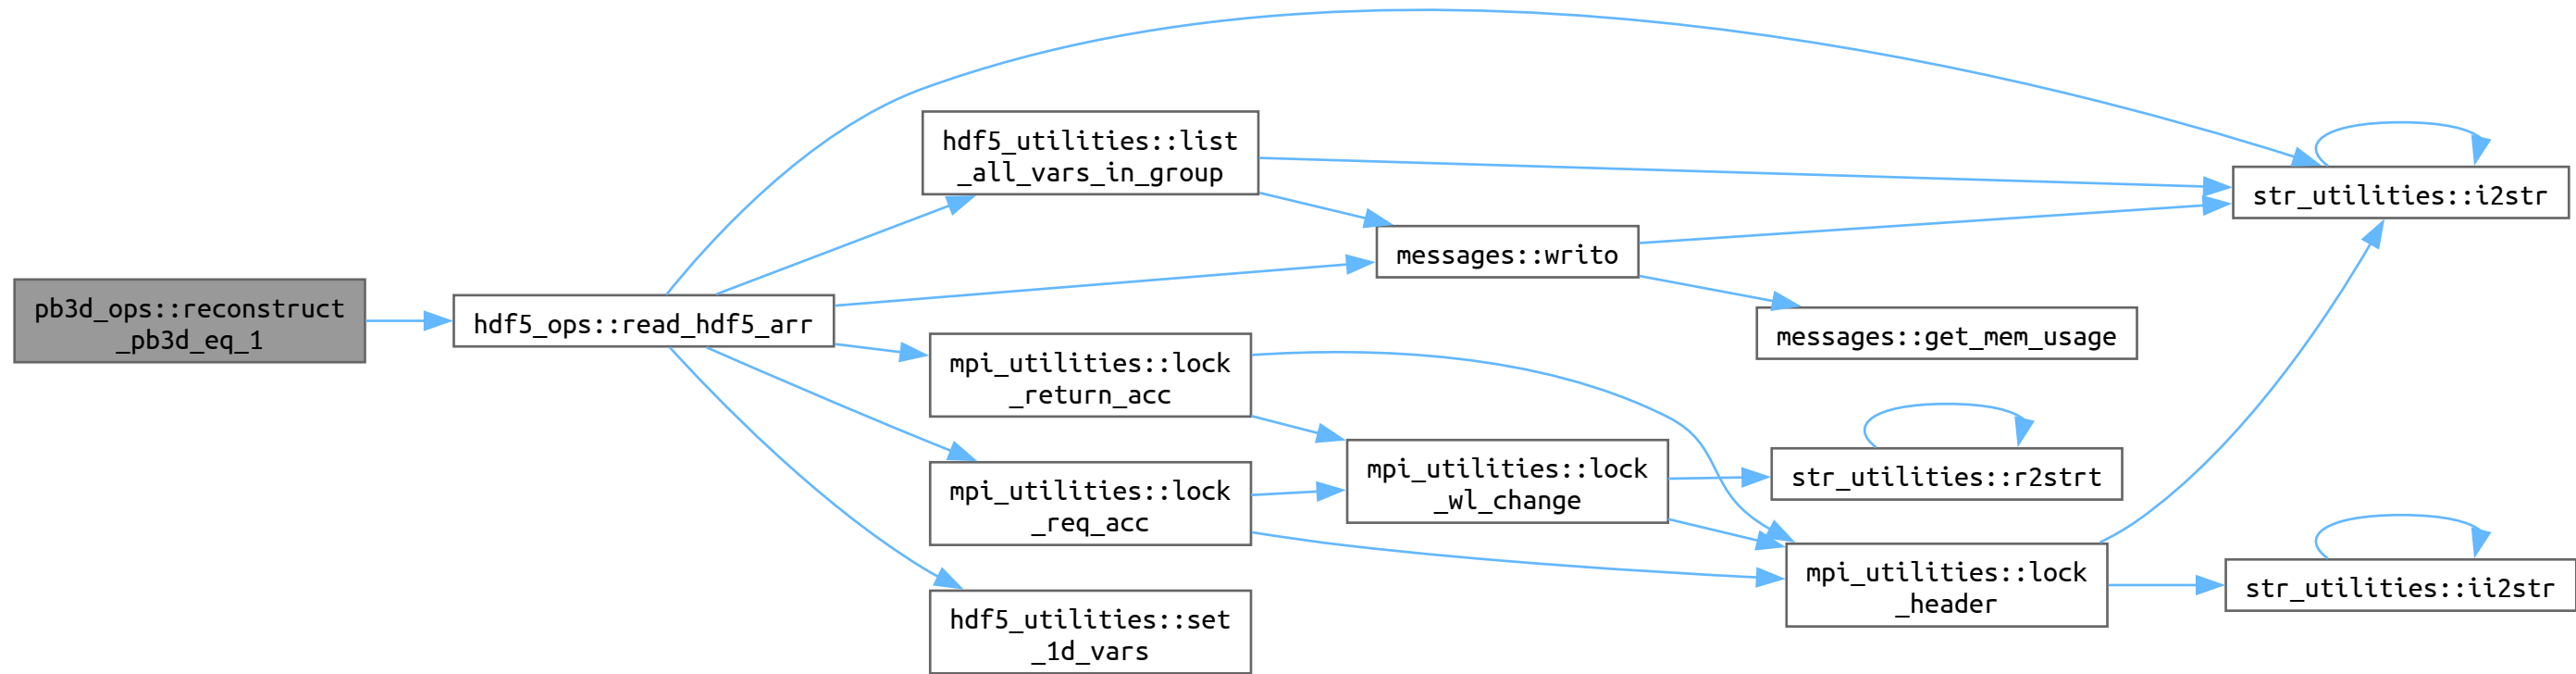 pb3d_ops::reconstruct
_pb3d_eq_1
hdf5_ops::read_hdf5_arr
hdf5_utilities::list
_all_vars_in_group
messages::writo
str_utilities::i2str
messages::get_mem_usage
mpi_utilities::lock
_return_acc
mpi_utilities::lock
_req_acc
mpi_utilities::lock
_wl_change
str_utilities::r2strt
mpi_utilities::lock
_header
str_utilities::ii2str
hdf5_utilities::set
_1d_vars